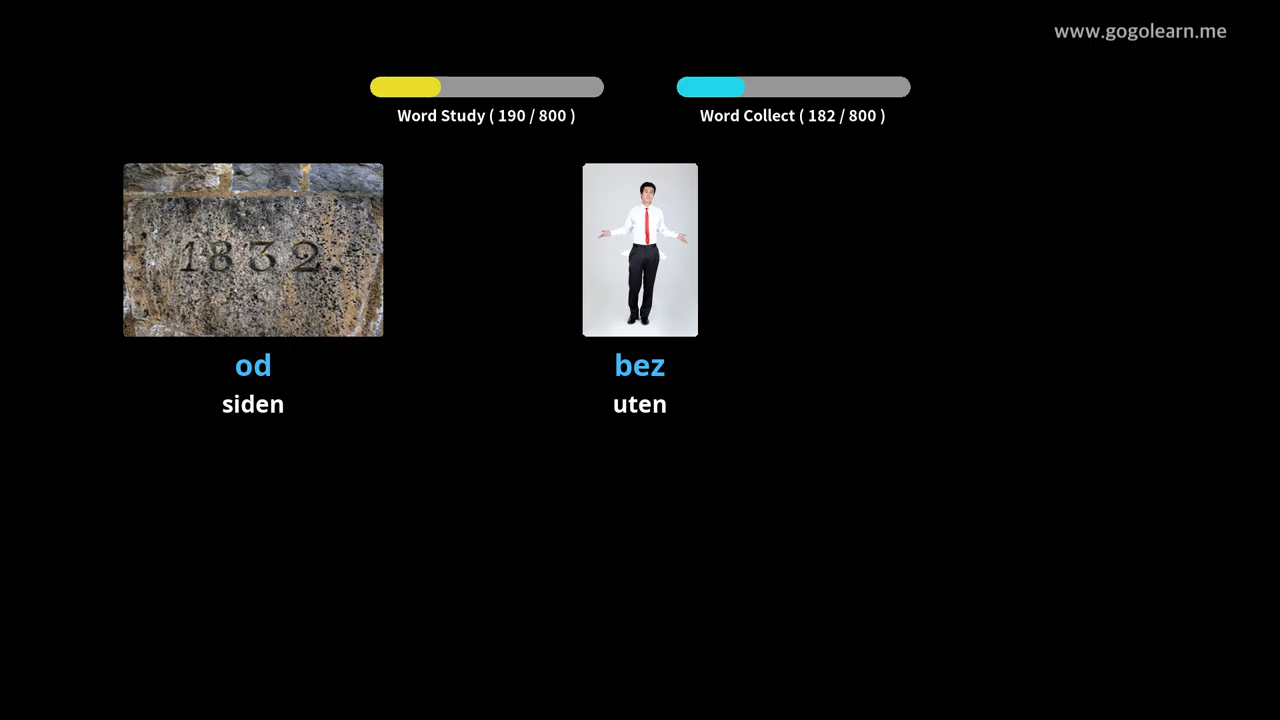 www.gogolearn.me
Word Study ( 190 / 800 )
Word Collect ( 182 / 800 )
1832.
od
siden
bez
uten